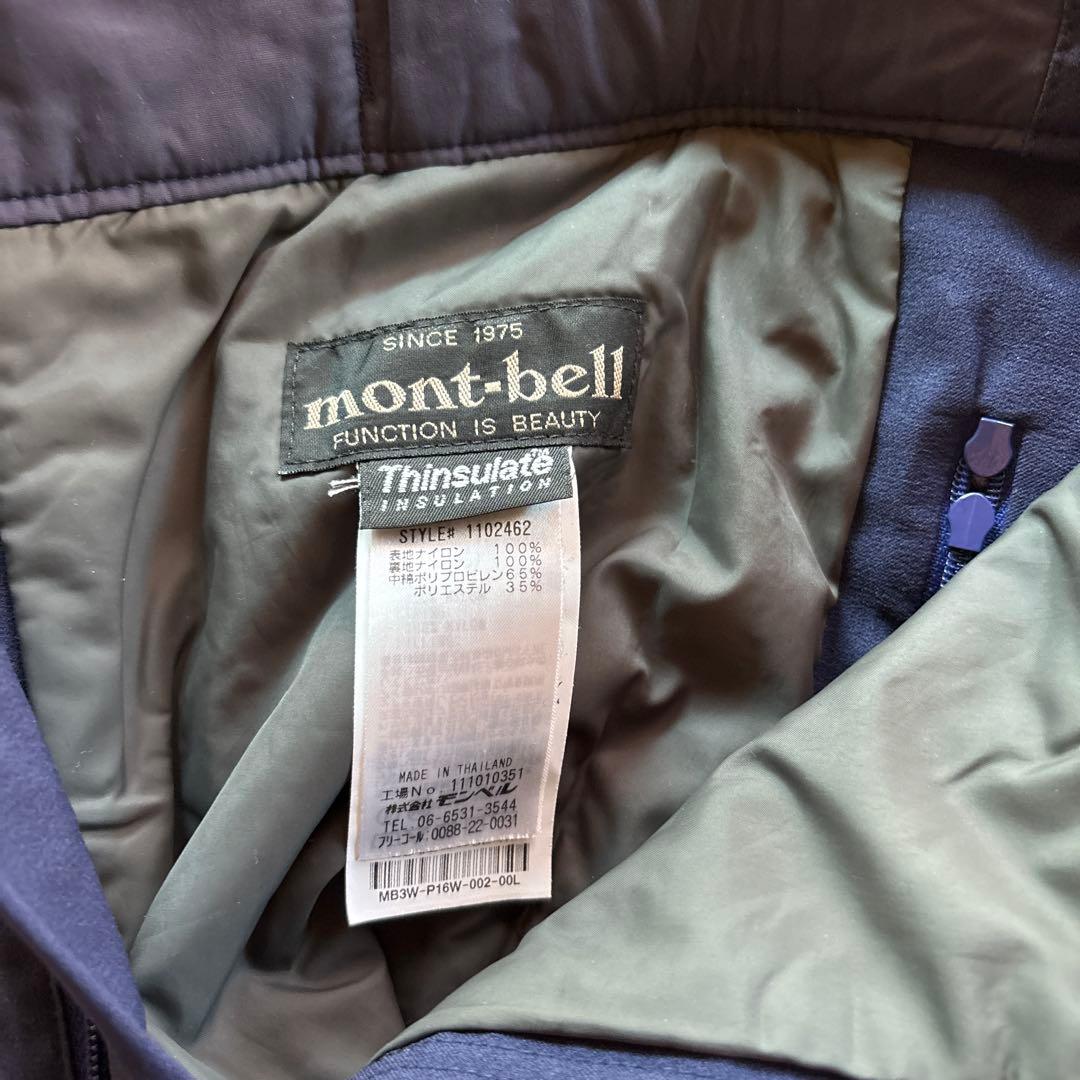 SINCE 1975
mont-bell
FUNCTION IS BEAUTY
Thinsulate™
INSULATION
STYLE# 1102462
表地ナイロン 100%
裏地ナイロン 100%
中綿ポリプロピレン65%
ポリエステル 35%
MADE IN THAILAND
工場No. 111010351
株式会社モンベル
TEL.06-6531-3544
フリーコール:0088-22-0031
MB3W-P16W-002-00L